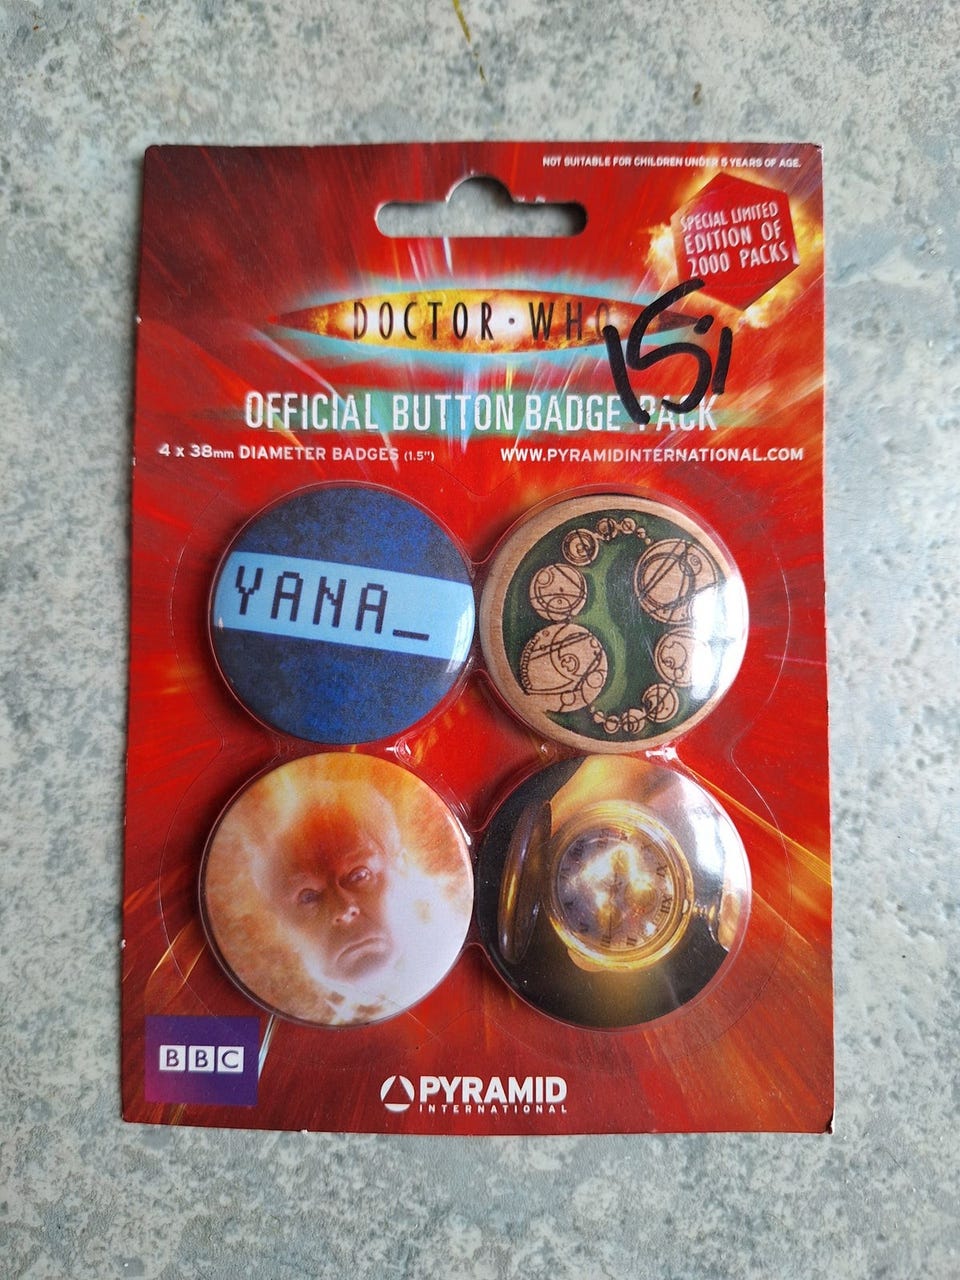 NOT SUITABLE FOR CHILDREN UNDER 5 YEARS OF AGE.
SPECIAL LIMITED
EDITION OF
2000 PACKS
DOCTOR·WHO
OFFICIAL BUTTON BADGE PACK
4 x 38mm DIAMETER BADGES (1.5")
WWW.PYRAMIDINTERNATIONAL.COM
YANA_
BBC
PYRAMID
INTERNATIONAL